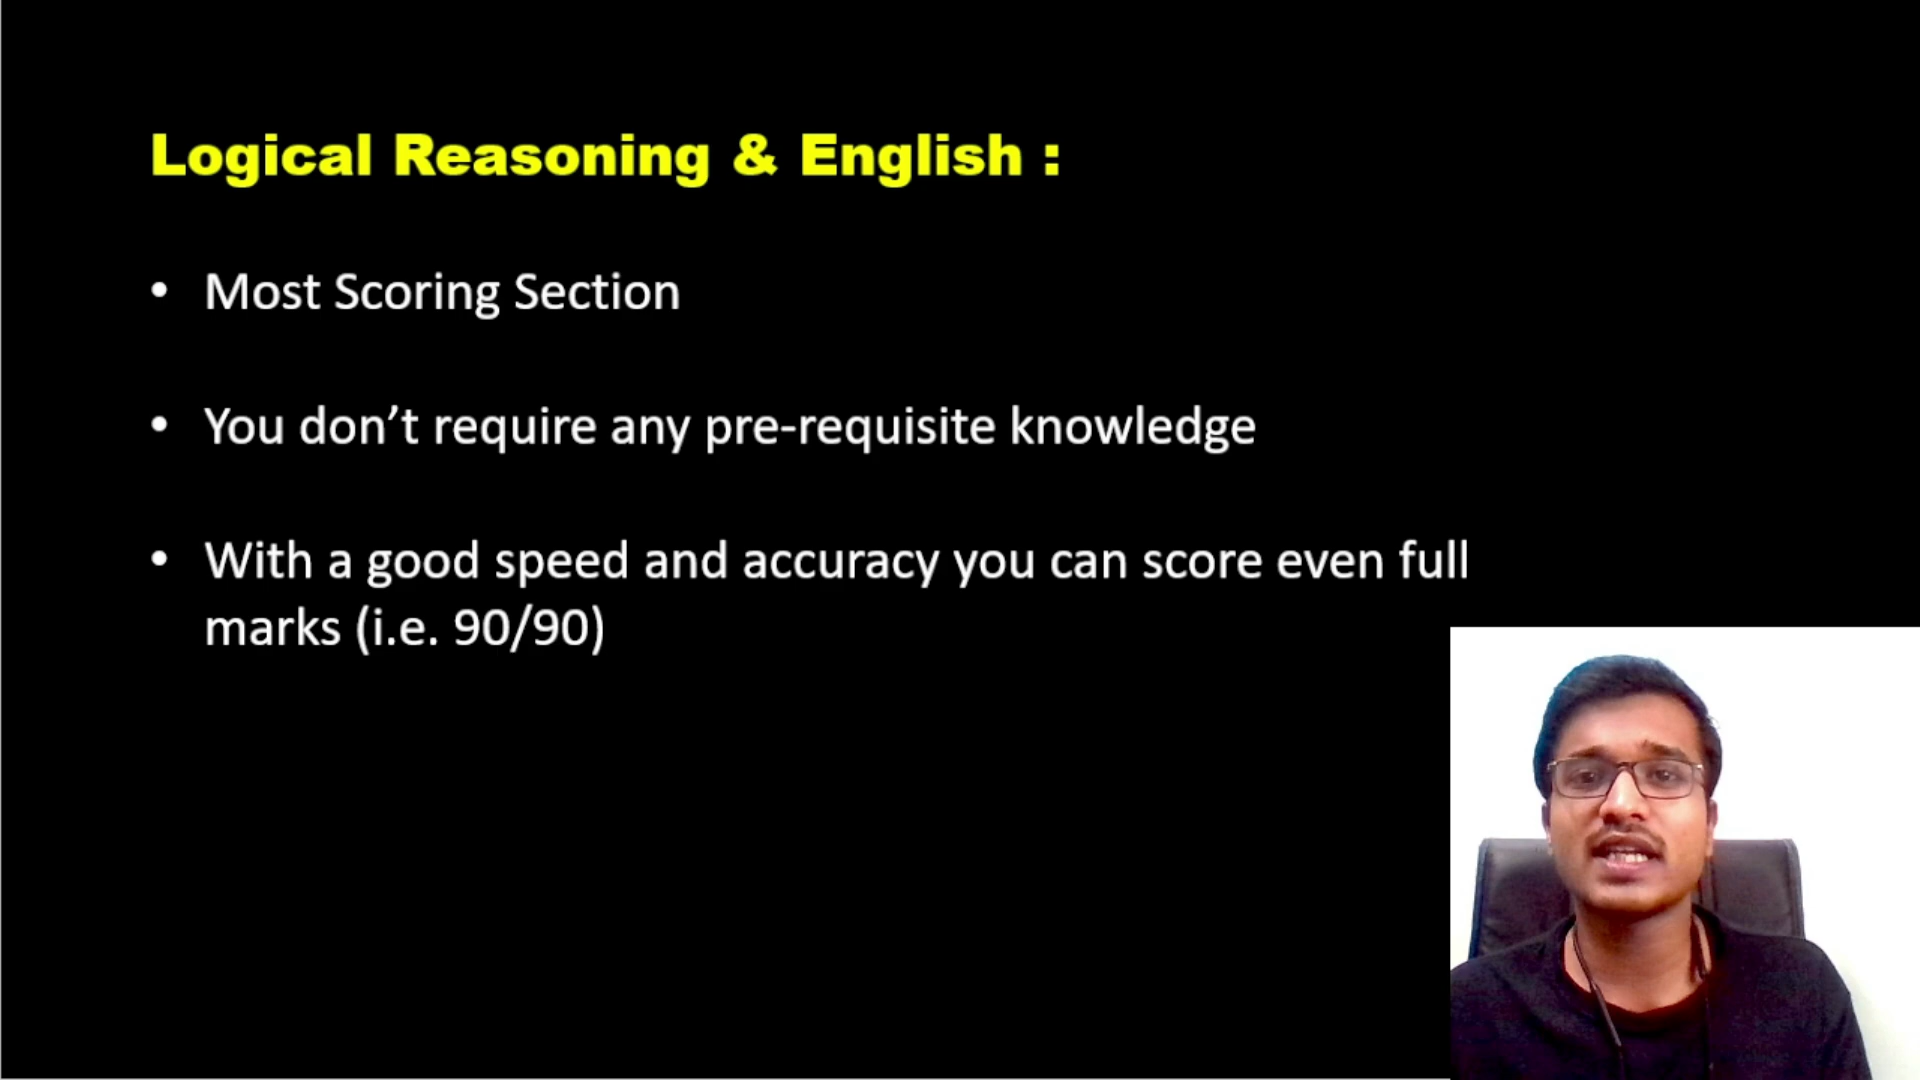 Logical Reasoning & English :
• Most Scoring Section
• You don’t require any pre-requisite knowledge
• With a good speed and accuracy you can score even full
marks (i.e. 90/90)